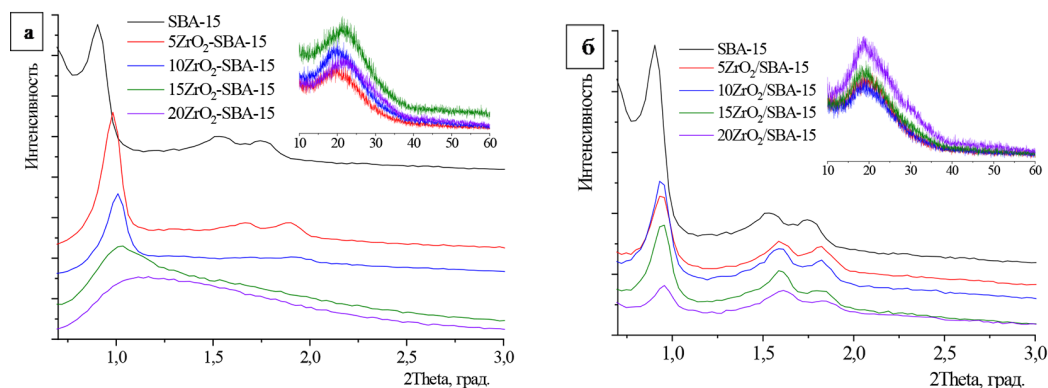 а
Интенсивность
SBA-15
5ZrO₂-SBA-15
10ZrO₂-SBA-15
15ZrO₂-SBA-15
20ZrO₂-SBA-15
10 20 30 40 50 60
1,0 1,5 2,0 2,5 3,0
2Theta, град.
б
Интенсивность
SBA-15
5ZrO₂/SBA-15
10ZrO₂/SBA-15
15ZrO₂/SBA-15
20ZrO₂/SBA-15
10 20 30 40 50 60
1,0 1,5 2,0 2,5 3,0
2Theta, град.